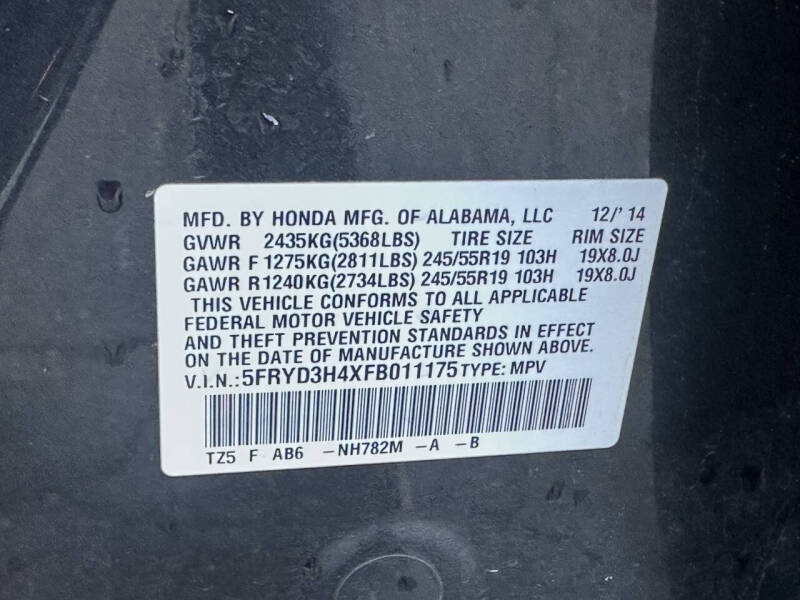 MFD. BY HONDA MFG. OF ALABAMA, LLC 12/'14
GVWR 2435KG(5368LBS) TIRE SIZE RIM SIZE
GAWR F 1275KG(2811LBS) 245/55R19 103H 19X8.0J
GAWR R 1240KG(2734LBS) 245/55R19 103H 19X8.0J
THIS VEHICLE CONFORMS TO ALL APPLICABLE
FEDERAL MOTOR VEHICLE SAFETY
AND THEFT PREVENTION STANDARDS IN EFFECT
ON THE DATE OF MANUFACTURE SHOWN ABOVE.
V.I.N.:5FRYD3H4XFB011175 TYPE: MPV
TZ5 F AB6 -NH782M -A -B